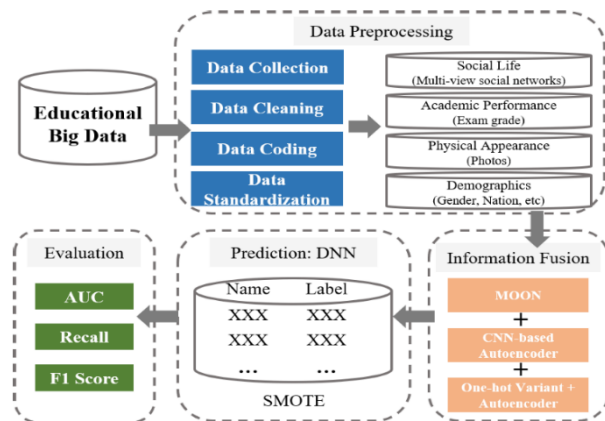 Data Preprocessing
Educational
Big Data
Data Collection
Data Cleaning
Data Coding
Data
Standardization
Social Life
(Multi-view social networks)
Academic Performance
(Exam grade)
Physical Appearance
(Photos)
Demographics
(Gender, Nation, etc)
Information Fusion
MOON
+
CNN-based
Autoencoder
+
One-hot Variant +
Autoencoder
Prediction: DNN
Name Label
XXX XXX
XXX XXX
... ...
SMOTE
Evaluation
AUC
Recall
F1 Score